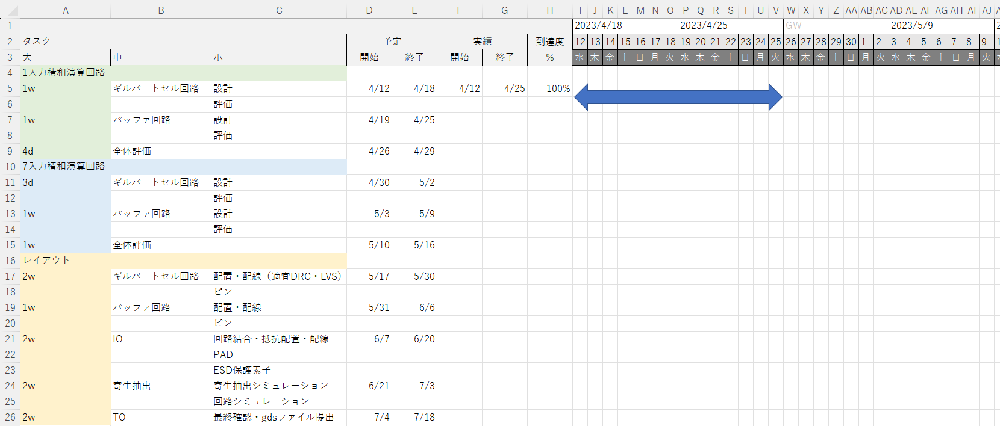 A B C D E F G H I J K L M N O P Q R S T U V W X Y Z AA AB AC AD AE AF AG AH AI AJ
1 2023/4/18 2023/4/25 GW 2023/5/9
2 タスク 予定 実績 到達度 12 13 14 15 16 17 18 19 20 21 22 23 24 25 26 27 28 29 30 1 2 3 4 5 6 7 8 9
3 大 中 小 開始 終了 開始 終了 % 水 木 金 土 日 月 火 水 木 金 土 日 月 火 水 木 金 土 日 月 火 水 木 金 土 日 月 火
4 1入力積和演算回路
5 1w ギルバートセル回路 設計 4/12 4/18 4/12 4/25 100%
6 評価
7 1w バッファ回路 設計 4/19 4/25
8 評価
9 4d 全体評価 4/26 4/29
10 7入力積和演算回路
11 3d ギルバートセル回路 設計 4/30 5/2
12 評価
13 1w バッファ回路 設計 5/3 5/9
14 評価
15 1w 全体評価 5/10 5/16
16 レイアウト
17 2w ギルバートセル回路 配置・配線（適宜DRC・LVS） 5/17 5/30
18 ピン
19 1w バッファ回路 配置・配線 5/31 6/6
20 ピン
21 2w IO 回路結合・抵抗配置・配線 6/7 6/20
22 PAD
23 ESD保護素子
24 2w 寄生抽出 寄生抽出シミュレーション 6/21 7/3
25 回路シミュレーション
26 2w TO 最終確認・gdsファイル提出 7/4 7/18